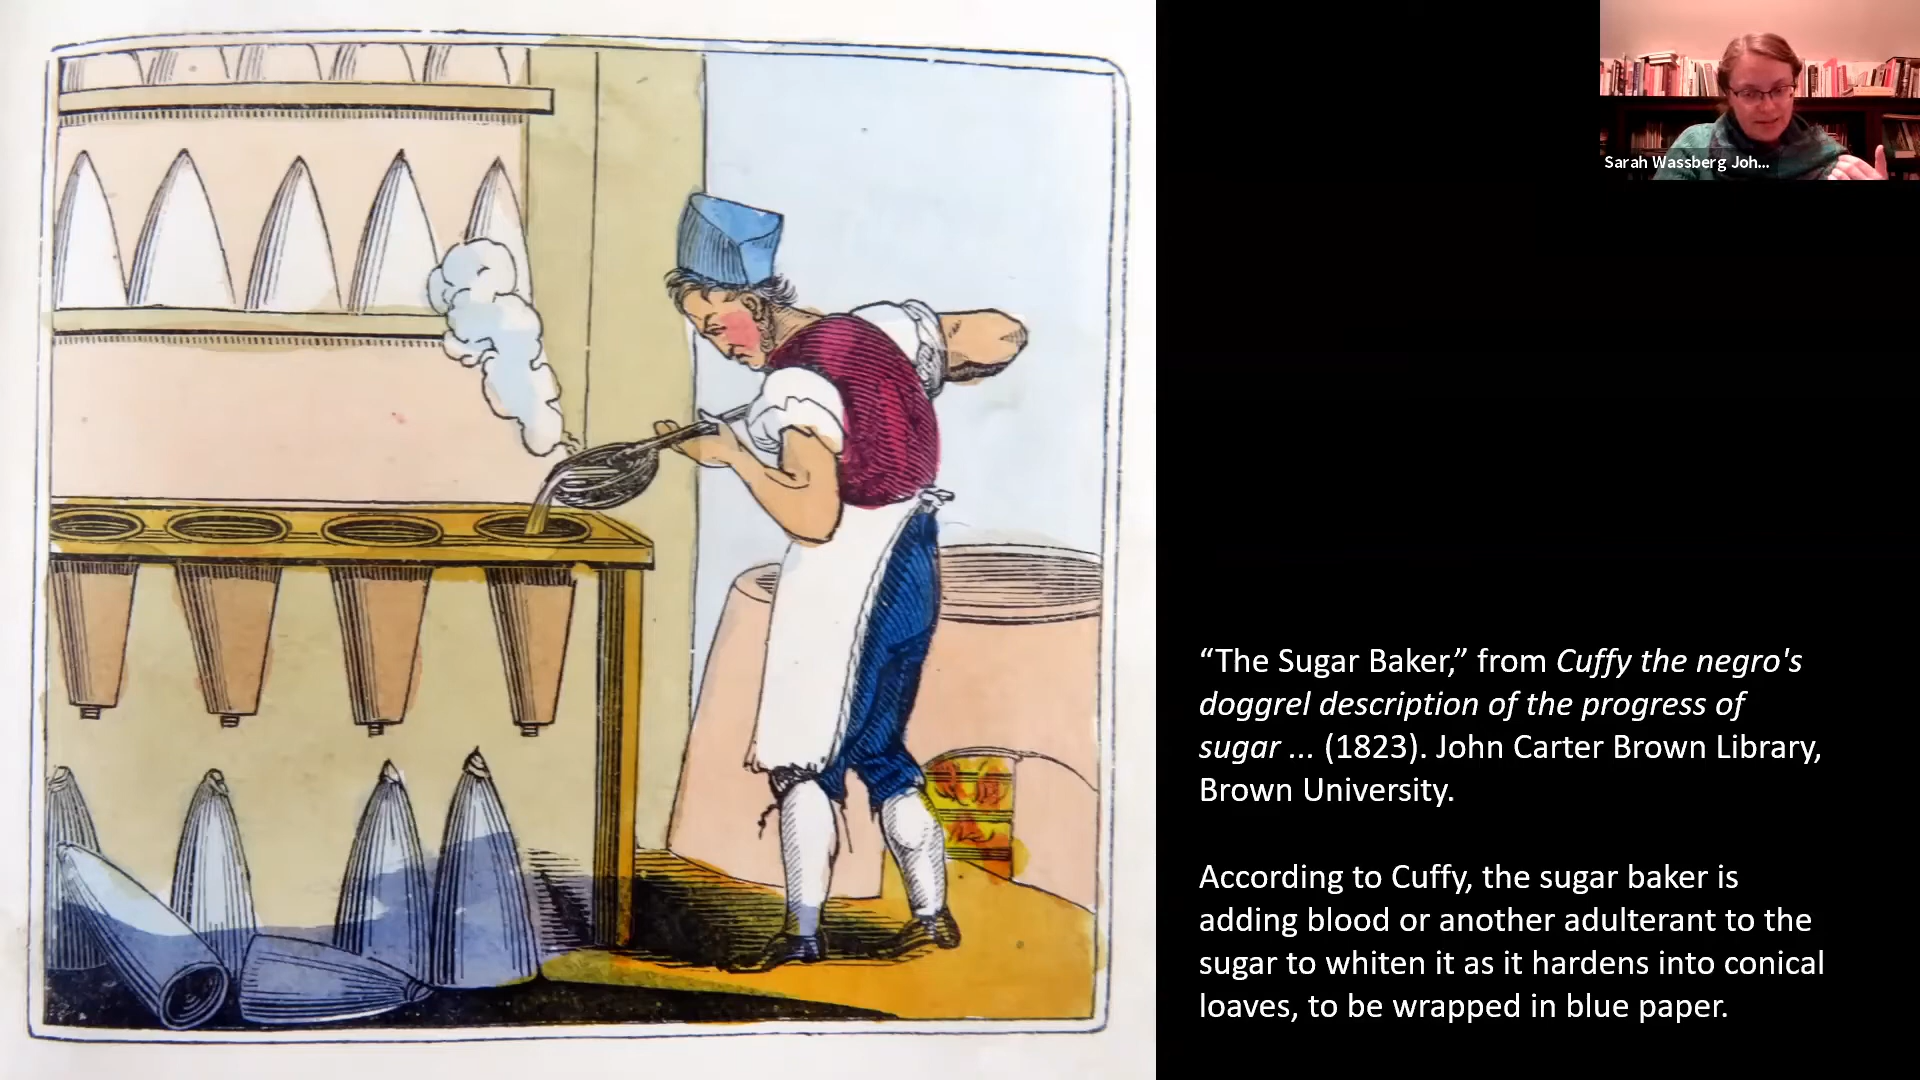 Sarah Wassberg Joh...
“The Sugar Baker,” from Cuffy the negro's
doggrel description of the progress of
sugar ... (1823). John Carter Brown Library,
Brown University.
According to Cuffy, the sugar baker is
adding blood or another adulterant to the
sugar to whiten it as it hardens into conical
loaves, to be wrapped in blue paper.